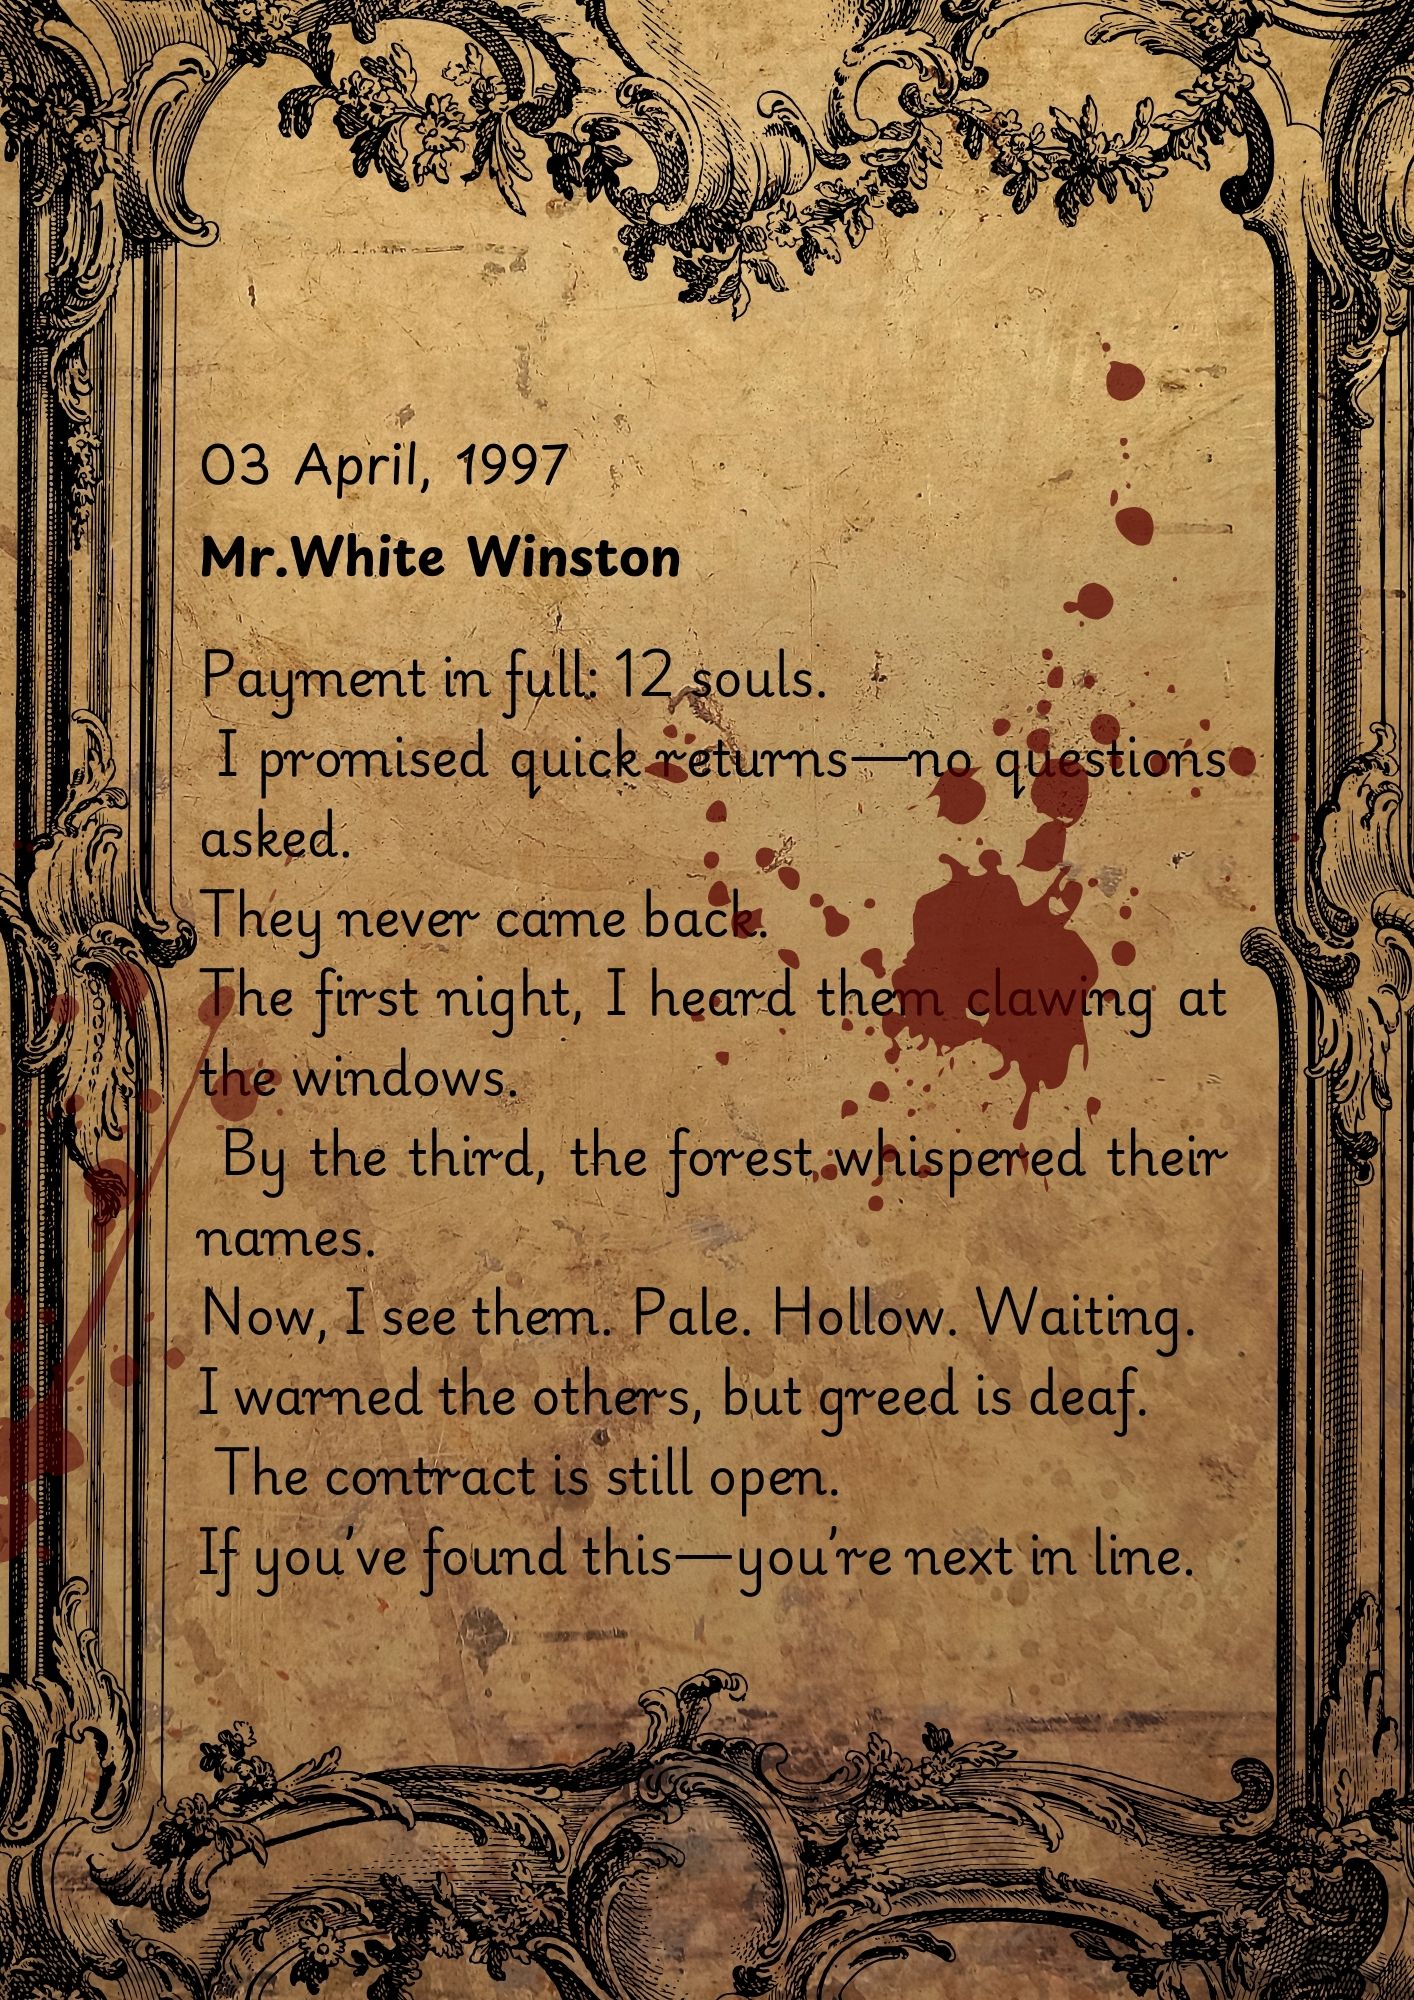 03 April, 1997
Mr.White Winston
Payment in full: 12 souls.
I promised quick returns—no questions
asked.
They never came back.
The first night, I heard them clawing at
the windows.
By the third, the forest whispered their
names.
Now, I see them. Pale. Hollow. Waiting.
I warned the others, but greed is deaf.
The contract is still open.
If you’ve found this—you’re next in line.